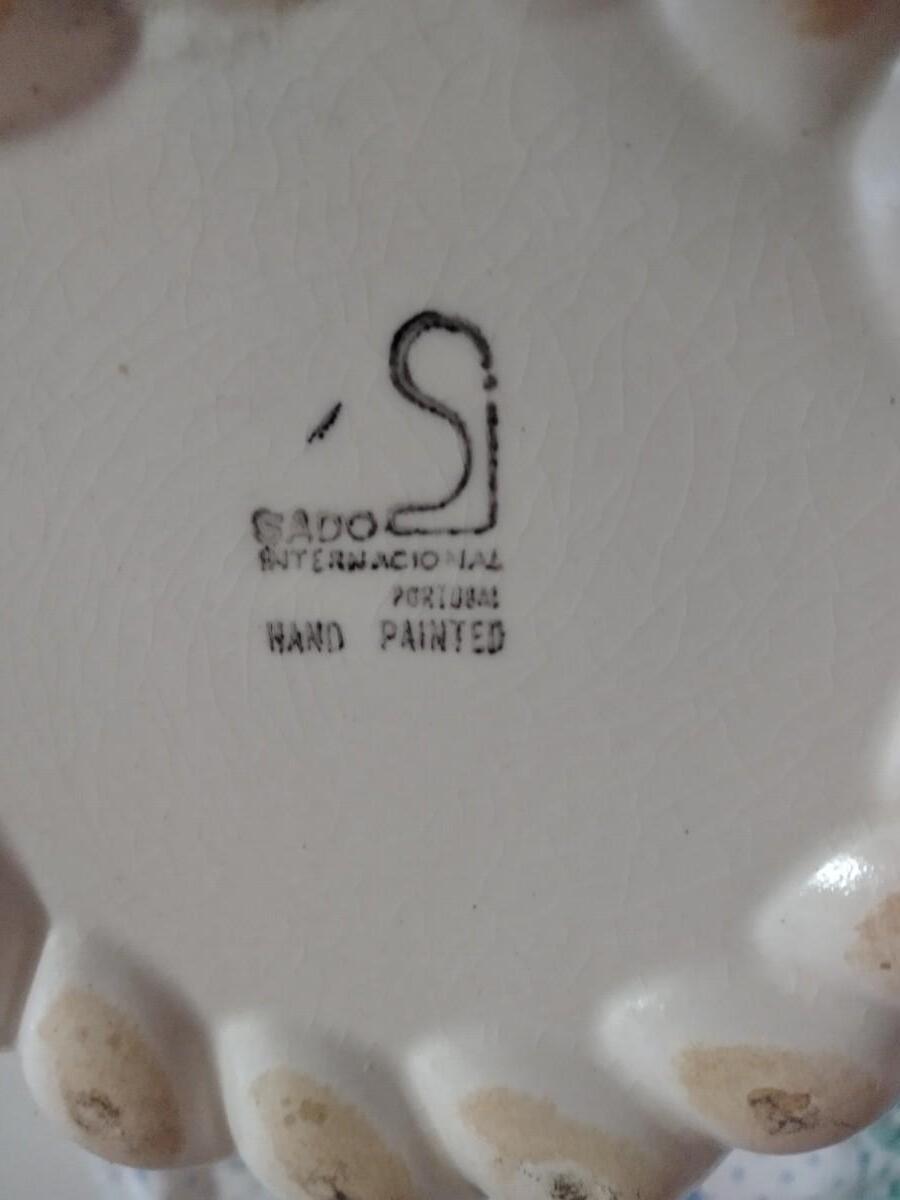 SADO
INTERNACIONAL
PORTUGAL
HAND PAINTED